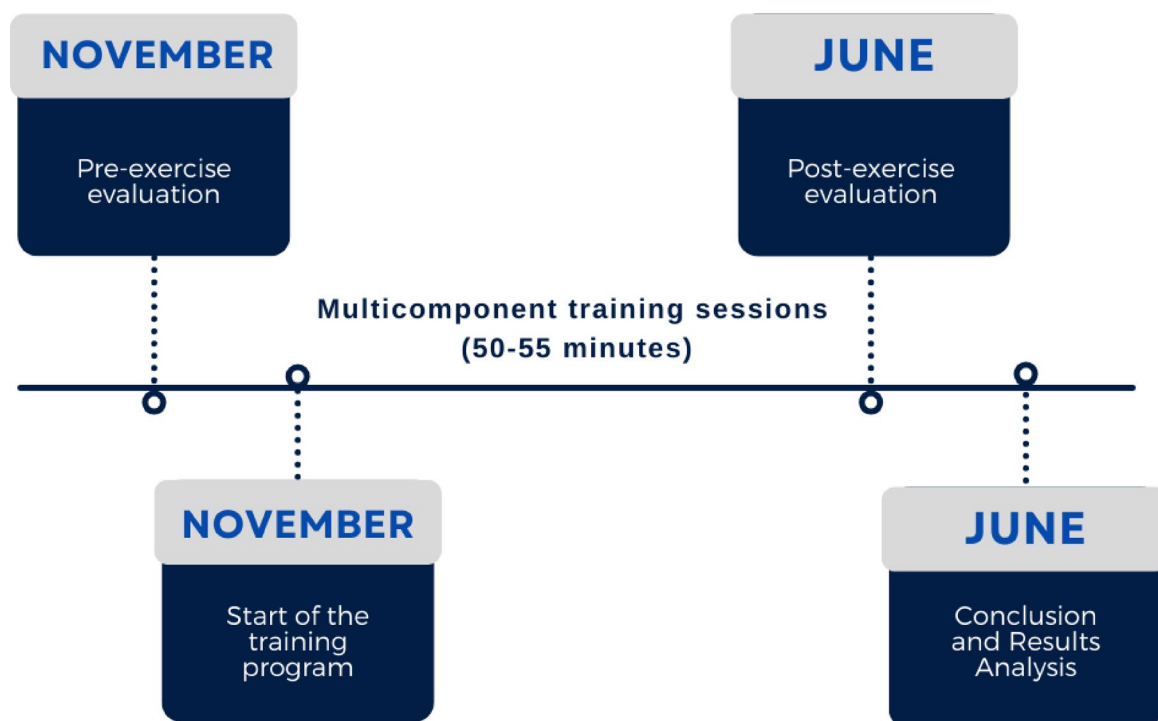 NOVEMBER
Pre-exercise
evaluation
JUNE
Post-exercise
evaluation
Multicomponent training sessions
(50-55 minutes)
NOVEMBER
Start of the
training
program
JUNE
Conclusion
and Results
Analysis